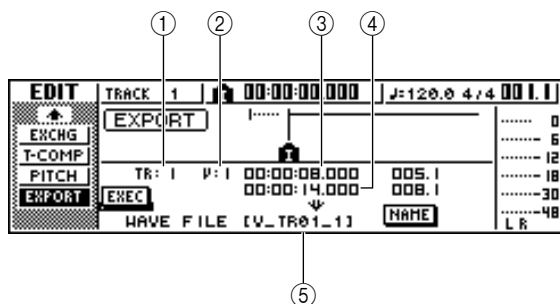 ① ② ③ ④
EDIT TRACK 1 00:00:00.000 ♩=120.0 4/4 001.1
EXPORT
EXCHG
T-COMP
PITCH
EXPORT
TR: 1 V: 1 00:00:08.000 005.1
00:00:14.000 008.1
EXEC
WAVE FILE [V_TR01_1] NAME
0
6
12
18
30
48
L R
⑤